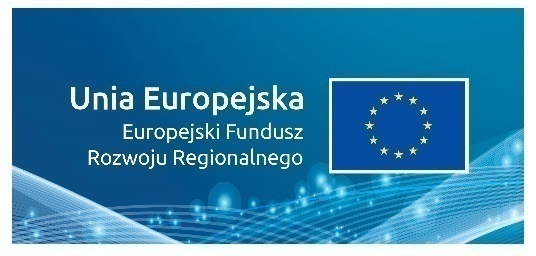 Unia Europejska
Europejski Fundusz
Rozwoju Regionalnego